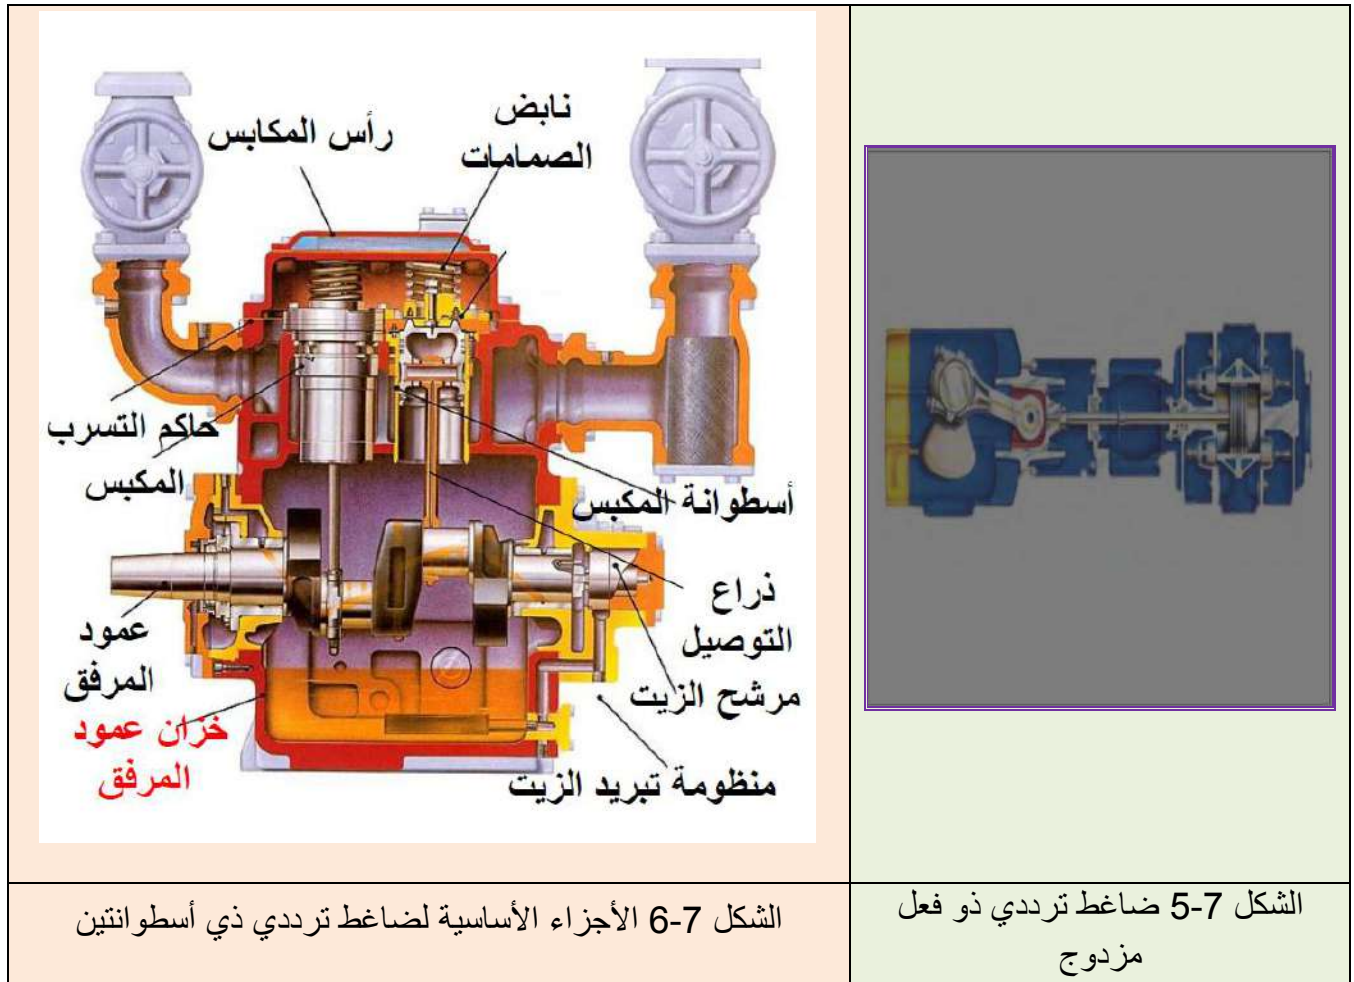 نابض
الصمامات
رأس المكابس
حاكم التسرب
المكبس
أسطوانة المكبس
ذراع
التوصيل
عمود
المرفق
مرشح الزيت
خزان عمود
المرفق
منظومة تبريد الزيت
الشكل 7-5 ضاغط ترددي ذو فعل
مزدوج
الشكل 7-6 الأجزاء الأساسية لضاغط ترددي ذي أسطوانتين